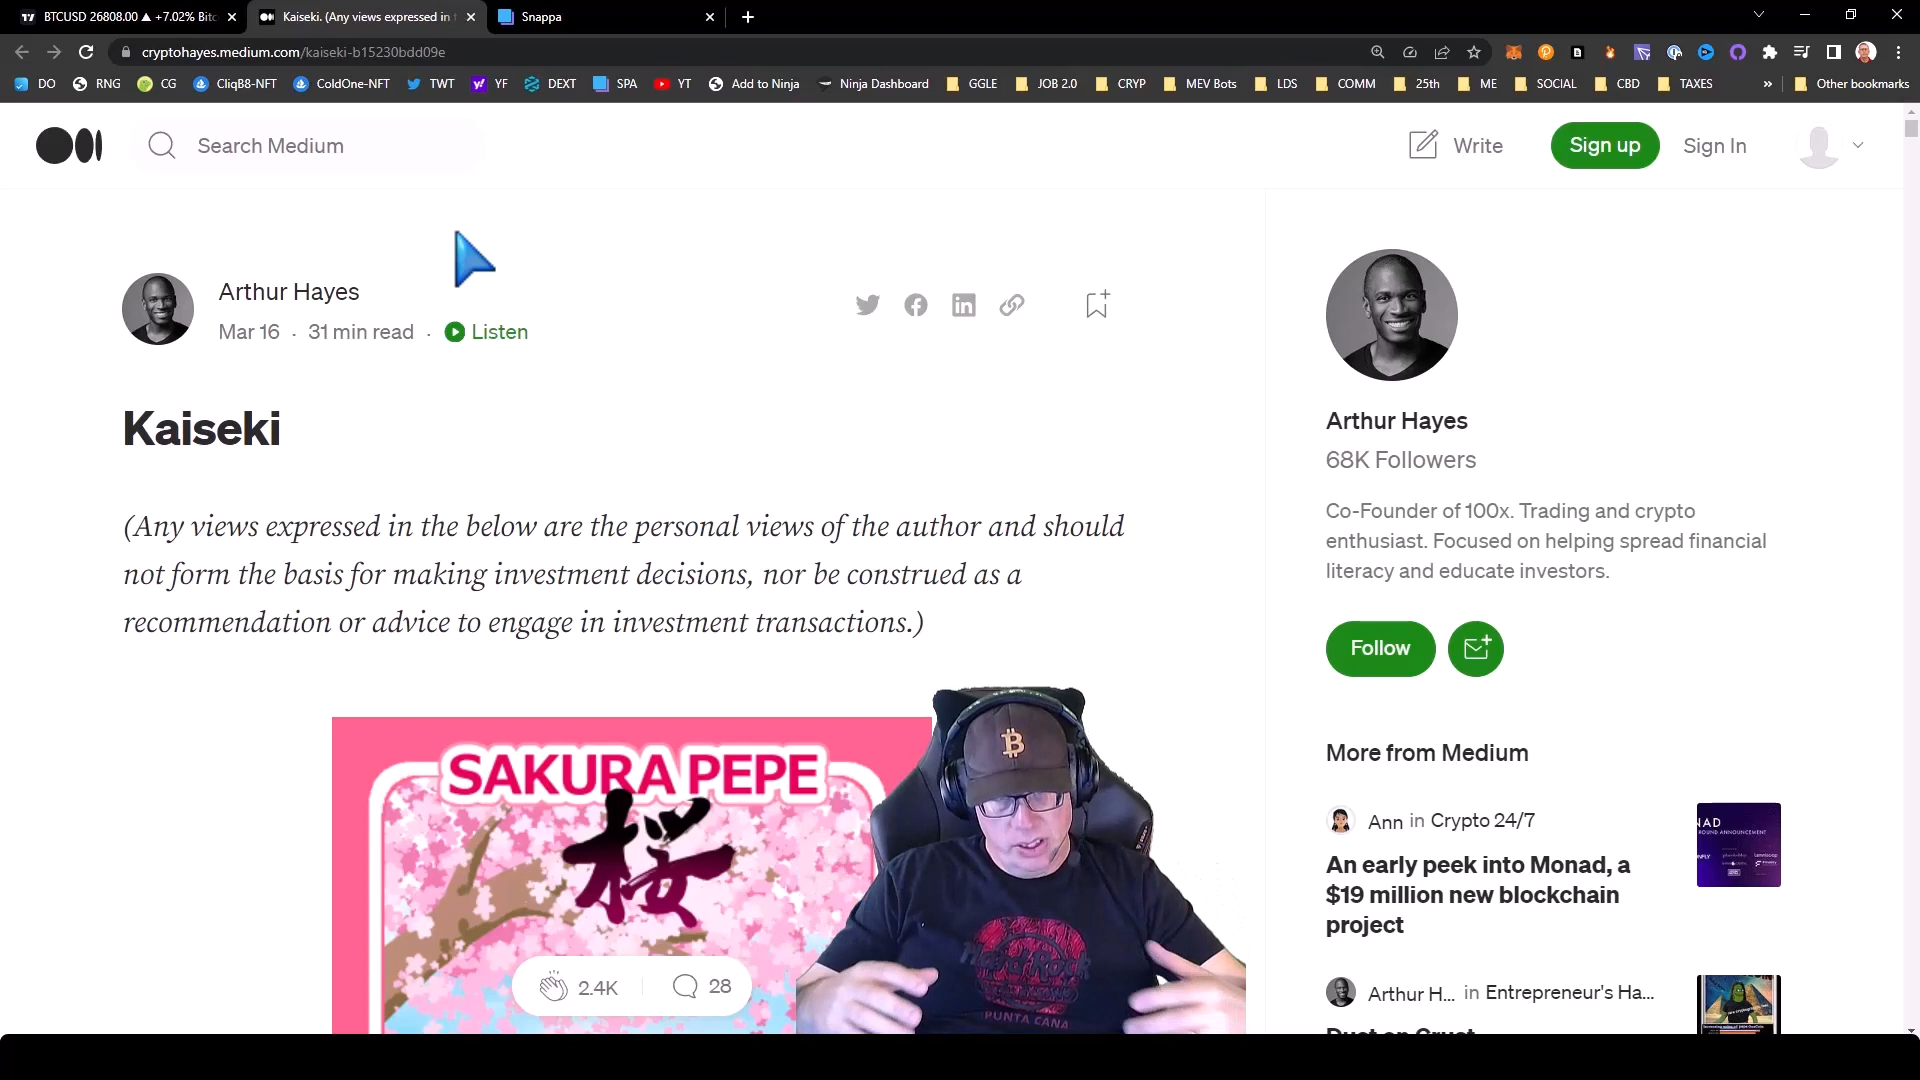 BTCUSD 26808.00 ▲ +7.02% Bitc
Kaiseki. (Any views expressed in
Snappa
cryptohayes.medium.com/kaiseki-b15230bdd09e
DO RNG CG CliqB8-NFT ColdOne-NFT TWT YF DEXT SPA YT Add to Ninja Ninja Dashboard GGLE JOB 2.0 CRYP MEV Bots LDS COMM 25th ME SOCIAL CBD TAXES » Other bookmarks
Search Medium
Write
Sign up
Sign In
Arthur Hayes
Mar 16 · 31 min read · Listen
Kaiseki
(Any views expressed in the below are the personal views of the author and should
not form the basis for making investment decisions, nor be construed as a
recommendation or advice to engage in investment transactions.)
SAKURA PEPE
桜
2.4K
28
PUNTA CANA
Arthur Hayes
68K Followers
Co-Founder of 100x. Trading and crypto
enthusiast. Focused on helping spread financial
literacy and educate investors.
Follow
More from Medium
Ann in Crypto 24/7
An early peek into Monad, a
$19 million new blockchain
project
Arthur H... in Entrepreneur's Ha...
Dust on Crust